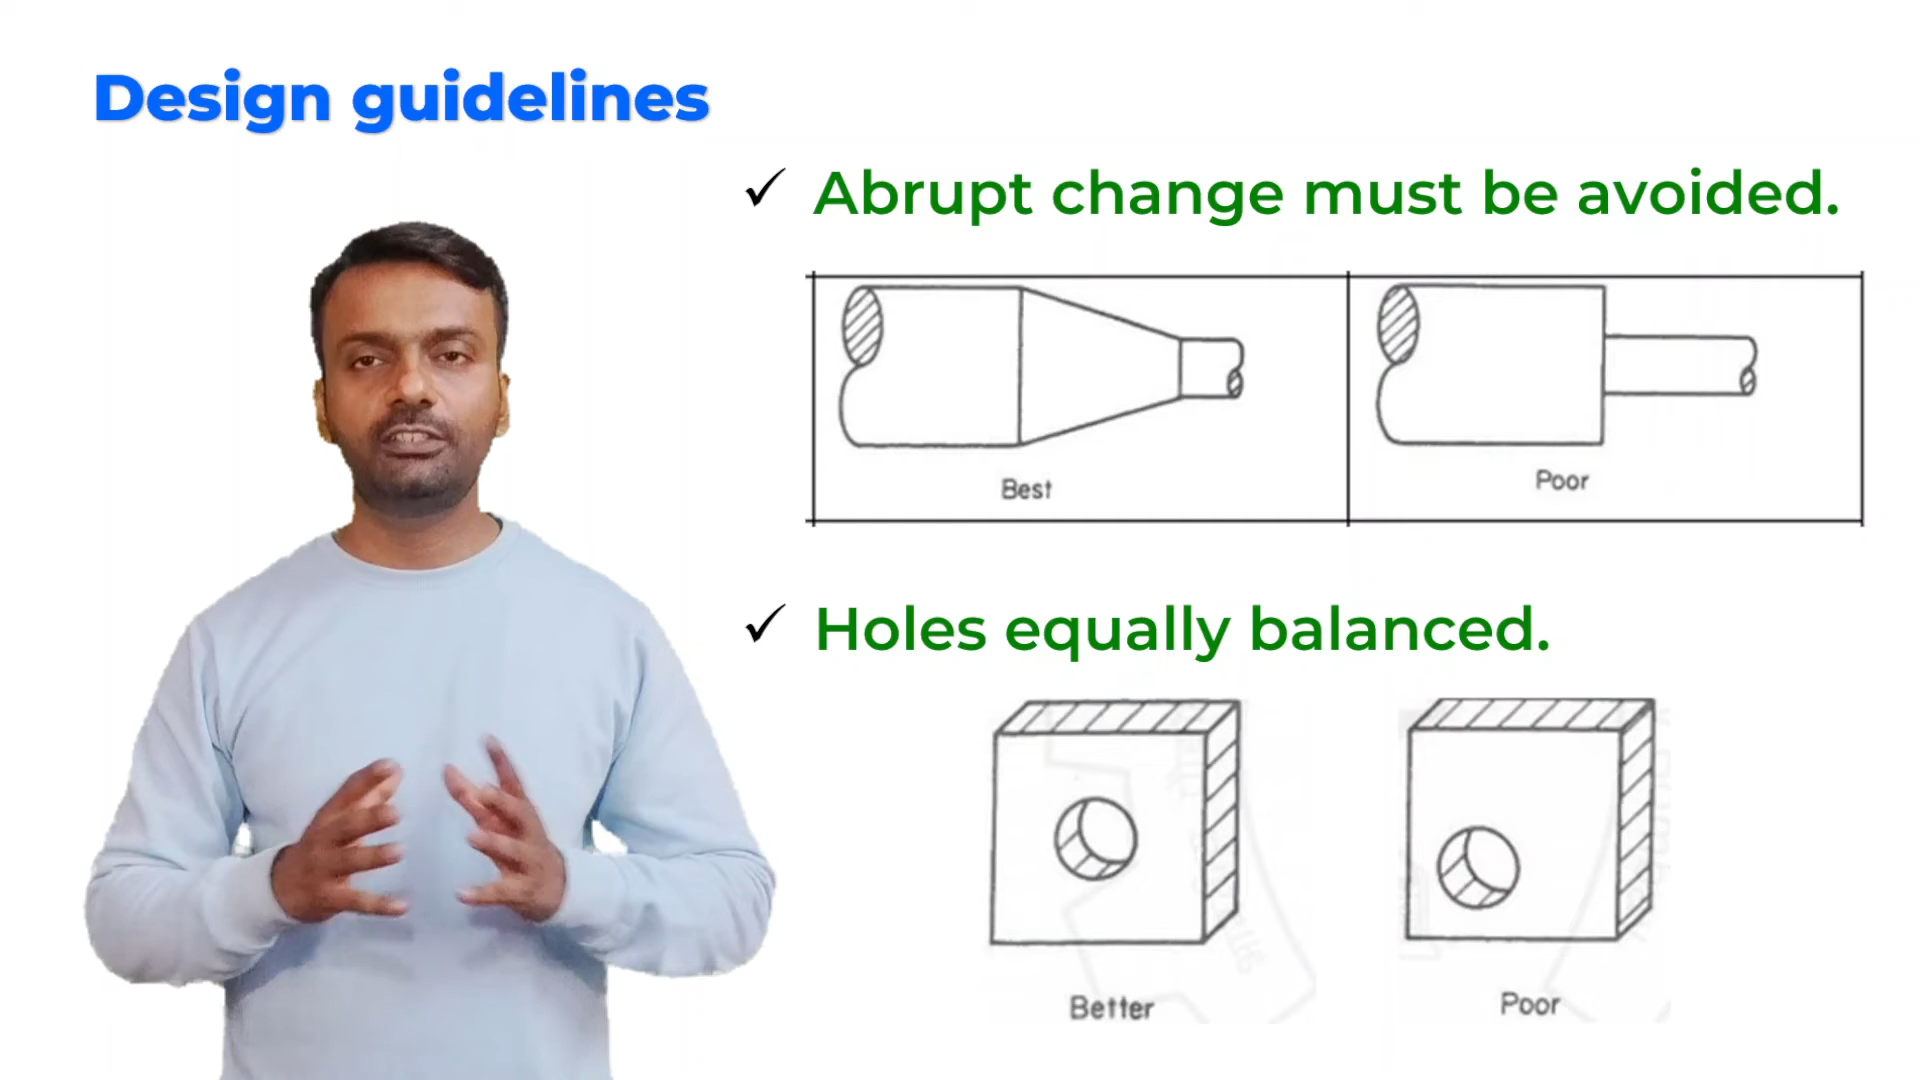 Design guidelines
✓ Abrupt change must be avoided.
Best
Poor
✓ Holes equally balanced.
Better
Poor